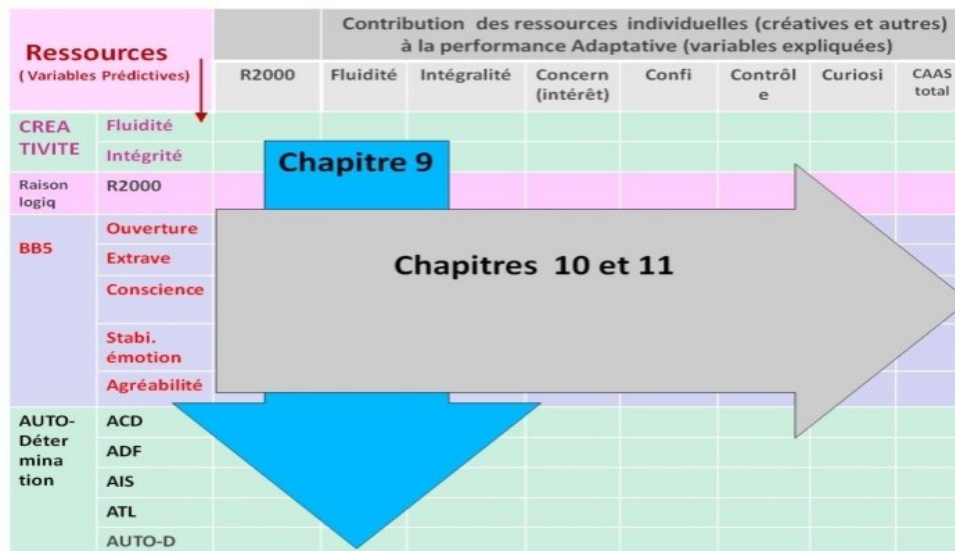 Ressources
( Variables Prédictives)
Contribution des ressources individuelles (créatives et autres)
à la performance Adaptative (variables expliquées)
R2000
Fluidité
Intégralité
Concern
(intérêt)
Confi
Contrôl
e
Curiosi
CAAS
total
CREA
TIVITE
Fluidité
Intégrité
Chapitre 9
Raison
logiq
R2000
BB5
Ouverture
Extrave
Conscience
Chapitres 10 et 11
Stabi.
émotion
Agréabilité
AUTO-
Déter
mina
tion
ACD
ADF
AIS
ATL
AUTO-D